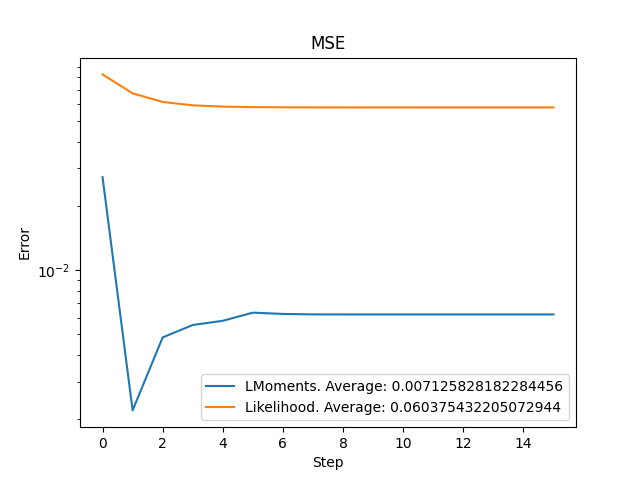 MSE
Error
10⁻²
0 2 4 6 8 10 12 14
Step
LMoments. Average: 0.007125828182284456
Likelihood. Average: 0.060375432205072944